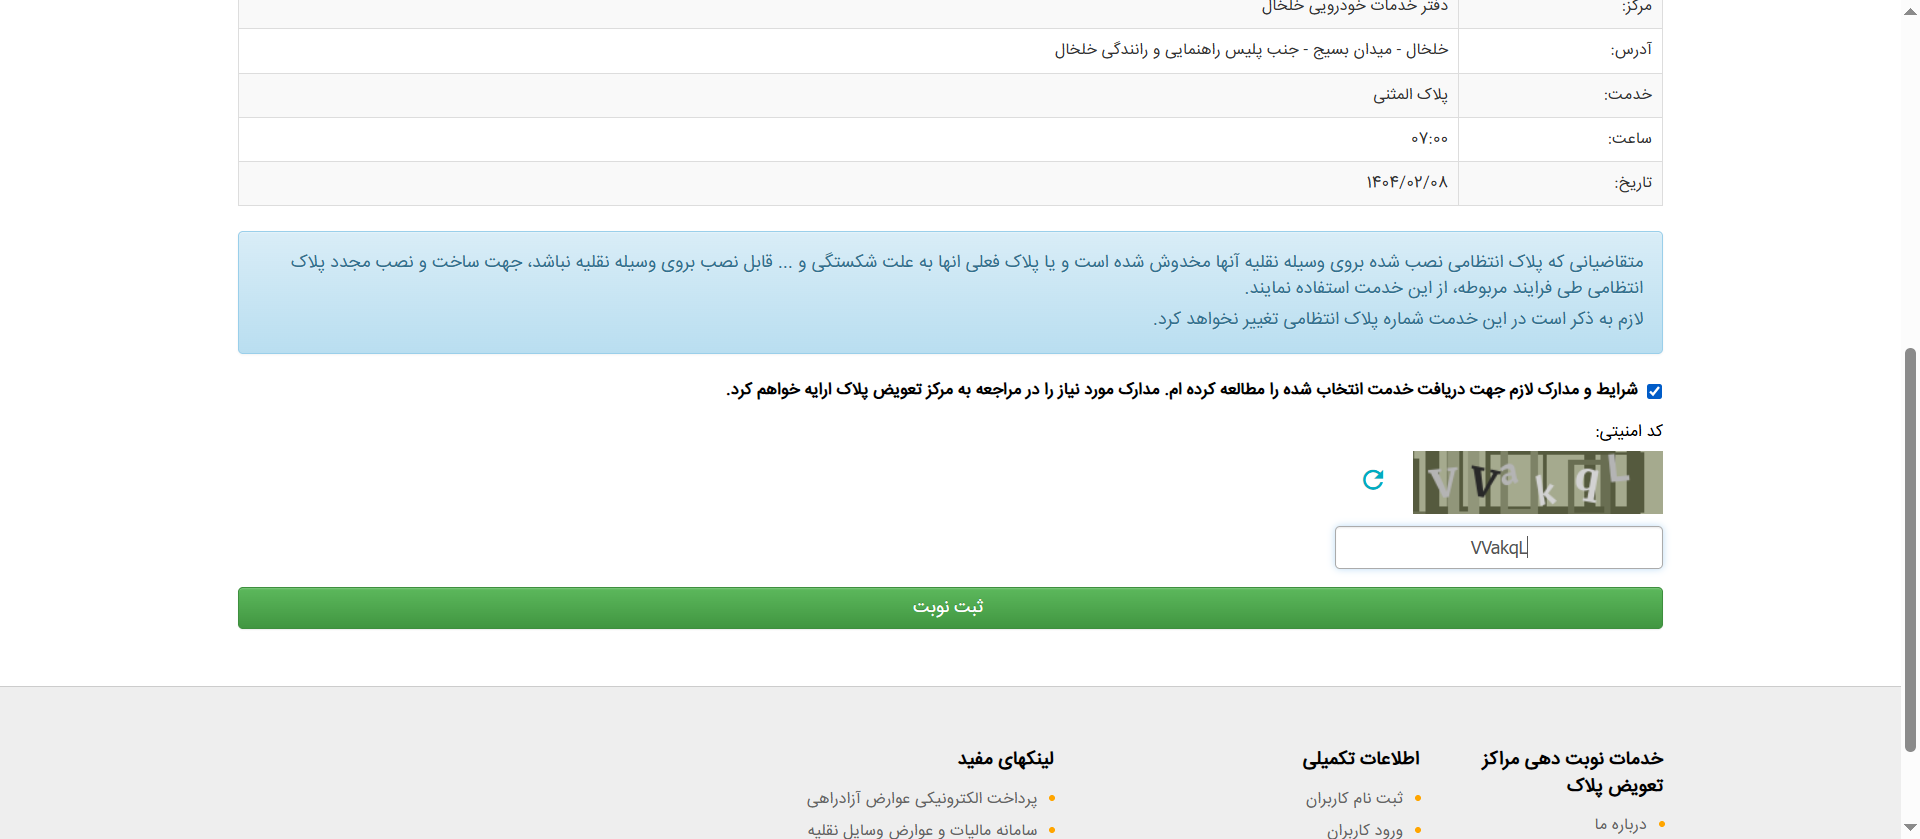 مرکز: دفتر خدمات خودرویی خلخال
آدرس: خلخال - میدان بسیج - جنب پلیس راهنمایی و رانندگی خلخال
خدمت: پلاک المثنی
ساعت: ۰۷:۰۰
تاریخ: ۱۴۰۴/۰۲/۰۸
متقاضیانی که پلاک انتظامی نصب شده بروی وسیله نقلیه آنها مخدوش شده است و یا پلاک فعلی انها به علت شکستگی و ... قابل نصب بروی وسیله نقلیه نباشد، جهت ساخت و نصب مجدد پلاک
انتظامی طی فرایند مربوطه، از این خدمت استفاده نمایند.
لازم به ذکر است در این خدمت شماره پلاک انتظامی تغییر نخواهد کرد.
شرایط و مدارک لازم جهت دریافت خدمت انتخاب شده را مطالعه کرده ام. مدارک مورد نیاز را در مراجعه به مرکز تعویض پلاک ارایه خواهم کرد.
کد امنیتی:
VVakqL
VVakqL
ثبت نوبت
خدمات نوبت دهی مراکز
تعویض پلاک
درباره ما
اطلاعات تکمیلی
ثبت نام کاربران
ورود کاربران
لینکهای مفید
پرداخت الکترونیکی عوارض آزادراهی
سامانه مالیات و عوارض وسایل نقلیه